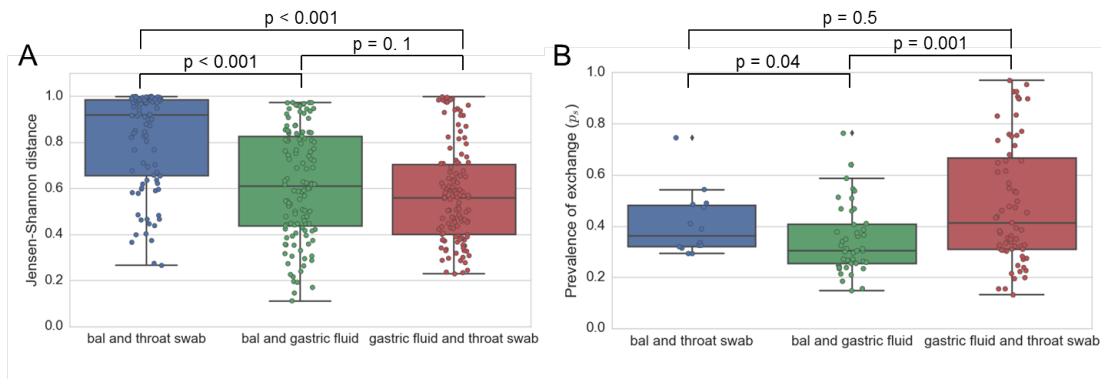 p < 0.001
p = 0.1
p < 0.001
A
Jensen-Shannon distance
1.0
0.8
0.6
0.4
0.2
0.0
bal and throat swab
bal and gastric fluid
gastric fluid and throat swab
p = 0.5
p = 0.001
p = 0.04
B
Prevalence of exchange (pₛ)
1.0
0.8
0.6
0.4
0.2
0.0
bal and throat swab
bal and gastric fluid
gastric fluid and throat swab